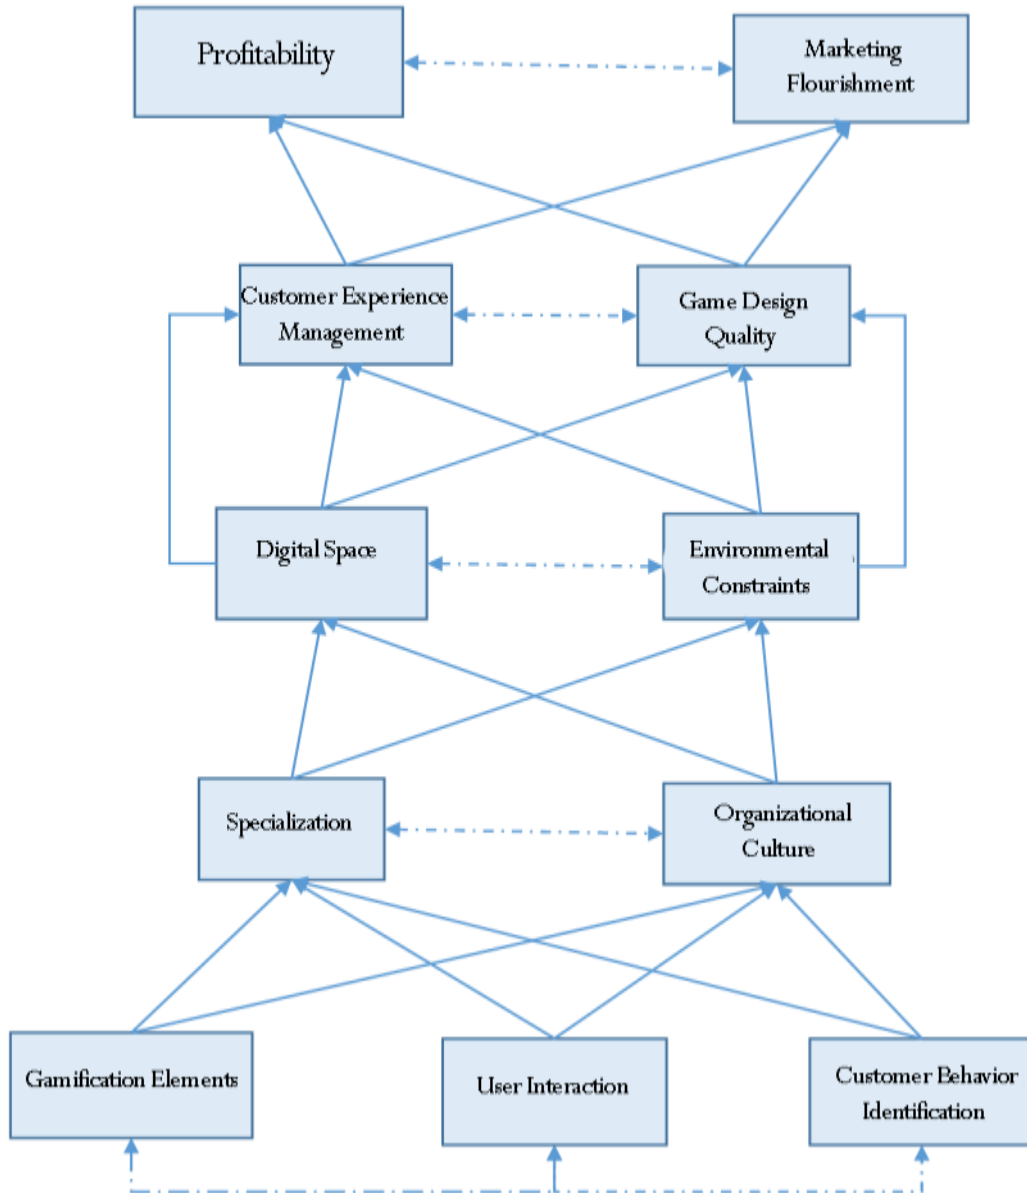 Profitability
Marketing
Flourishment
Customer Experience
Management
Game Design
Quality
Digital Space
Environmental
Constraints
Specialization
Organizational
Culture
Gamification Elements
User Interaction
Customer Behavior
Identification